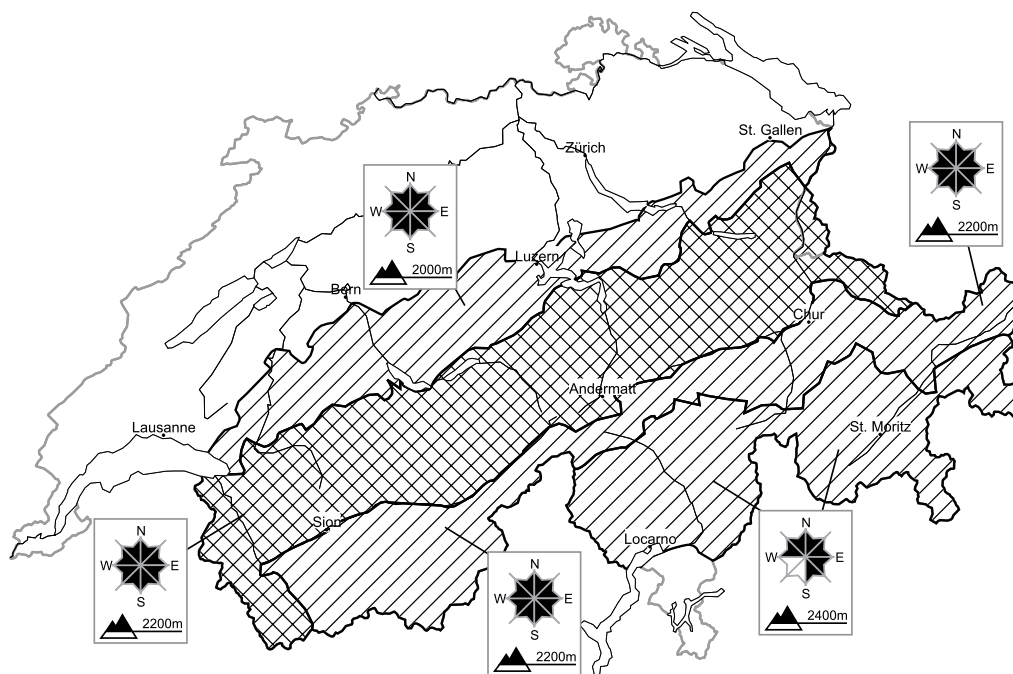 St. Gallen
Zürich
N
W E
S
2200m
N
W E
S
2000m
Luzern
Bern
Chur
Andermatt
St. Moritz
Lausanne
Sion
Locarno
N
W E
S
2200m
N
W E
S
2200m
N
W E
S
2400m